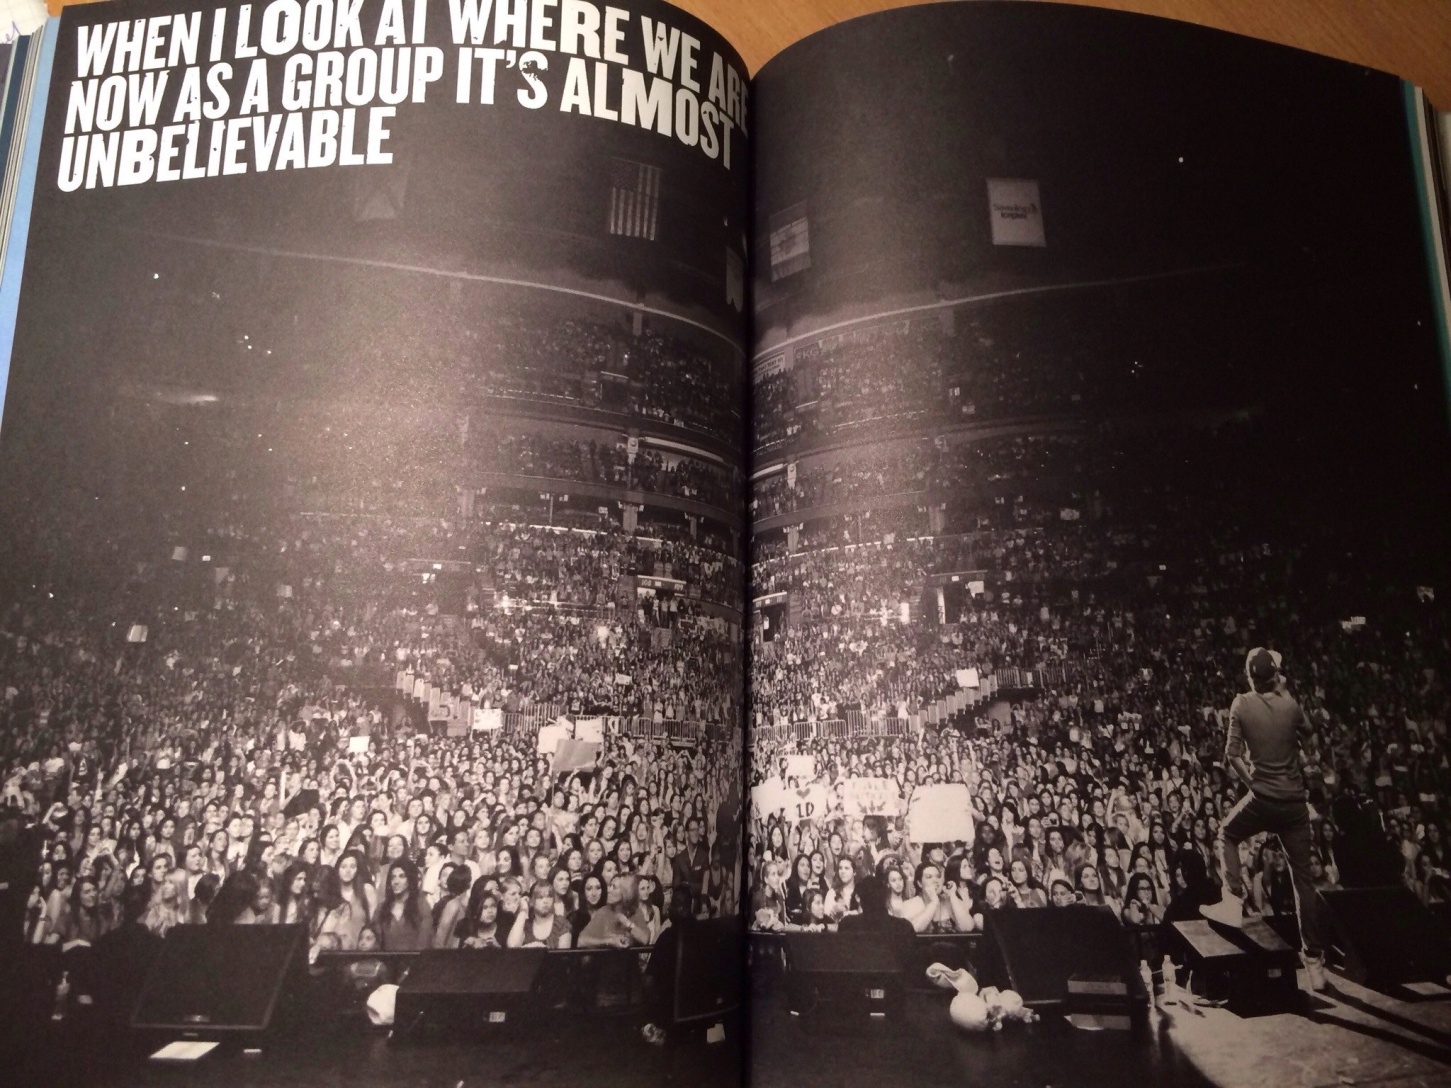 WHEN I LOOK AT WHERE WE ARE
NOW AS A GROUP IT'S ALMOST
UNBELIEVABLE
1D